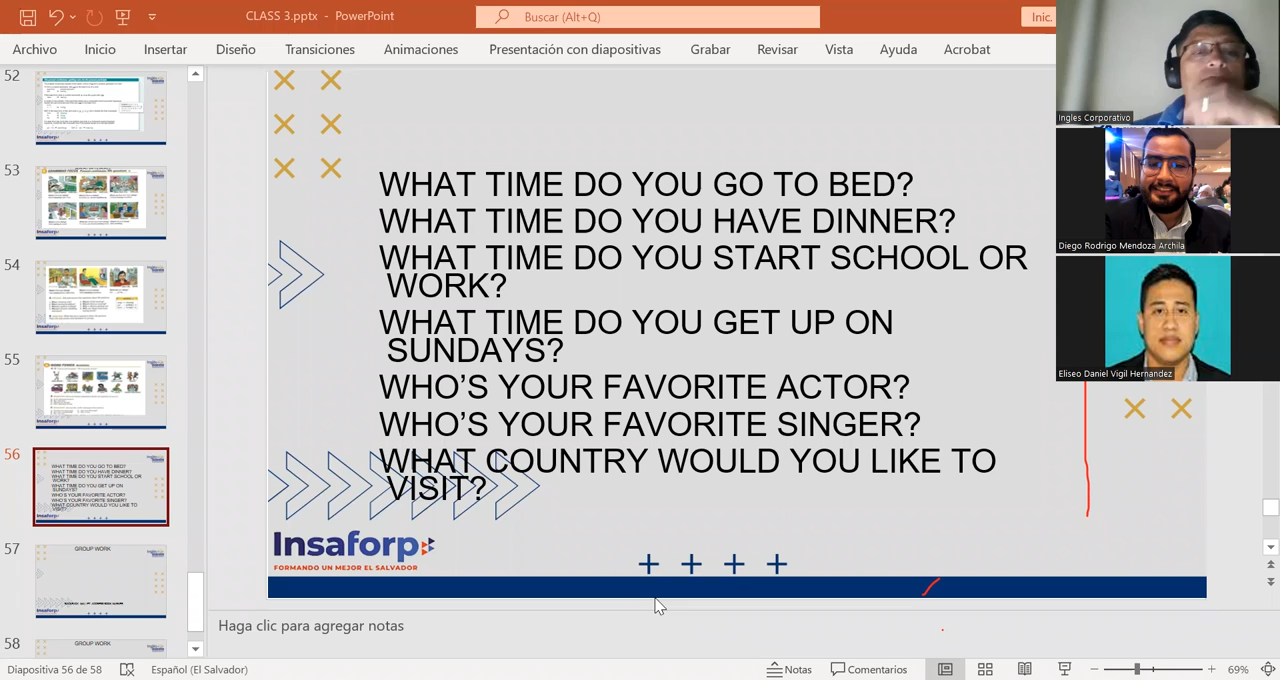 CLASS 3.pptx - PowerPoint
Buscar (Alt+Q)
Inic.
Archivo Inicio Insertar Diseño Transiciones Animaciones Presentación con diapositivas Grabar Revisar Vista Ayuda Acrobat
52
53
54
55
56
57
GROUP WORK
58
GROUP WORK
WHAT TIME DO YOU GO TO BED?
WHAT TIME DO YOU HAVE DINNER?
WHAT TIME DO YOU START SCHOOL OR
WORK?
WHAT TIME DO YOU GET UP ON
SUNDAYS?
WHO’S YOUR FAVORITE ACTOR?
WHO’S YOUR FAVORITE SINGER?
WHAT COUNTRY WOULD YOU LIKE TO
VISIT?
Insaforp
FORMANDO UN MEJOR EL SALVADOR
Ingles Corporativo
Diego Rodrigo Mendoza Archila
Eliseo Daniel Vigil Hernandez
Haga clic para agregar notas
Diapositiva 56 de 58 Español (El Salvador) Notas Comentarios 69%